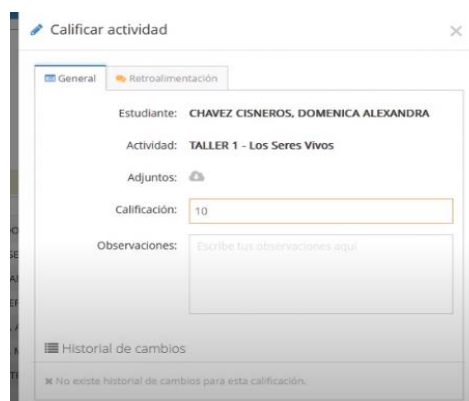 Calificar actividad
General
Retroalimentación
Estudiante: CHAVEZ CISNEROS, DOMENICA ALEXANDRA
Actividad: TALLER 1 - Los Seres Vivos
Adjuntos:
Calificación: 10
Observaciones: Escribe tus observaciones aquí
Historial de cambios
No existe historial de cambios para esta calificación.